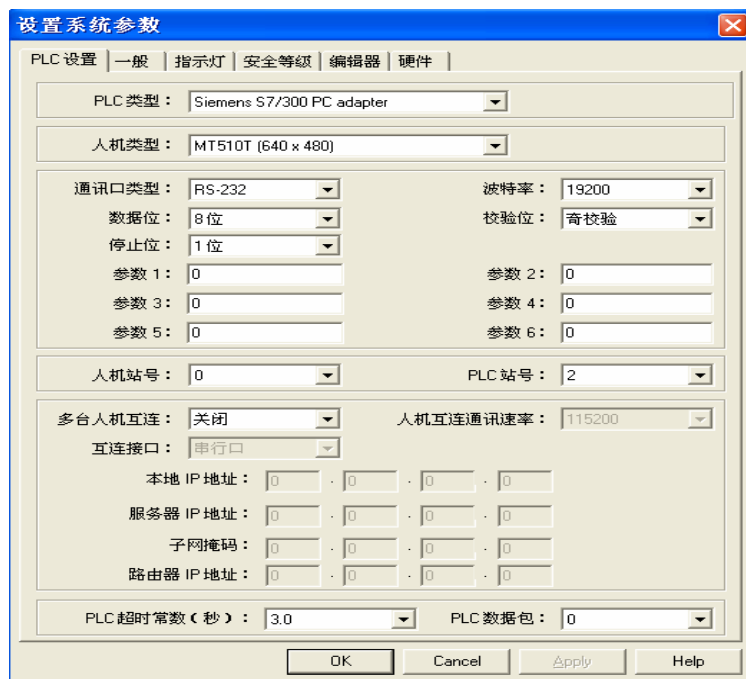 设置系统参数
PLC 设置 一般 指示灯 安全等级 编辑器 硬件
PLC 类型： Siemens S7/300 PC adapter
人机类型： MT510T (640 x 480)
通讯口类型： RS-232 波特率： 19200
数据位： 8 位 校验位： 奇校验
停止位： 1 位
参数 1： 0 参数 2： 0
参数 3： 0 参数 4： 0
参数 5： 0 参数 6： 0
人机站号： 0 PLC 站号： 2
多台人机互连： 关闭 人机互连通讯速率： 115200
互连接口： 串行口
本地 IP 地址： 0 . 0 . 0 . 0
服务器 IP 地址： 0 . 0 . 0 . 0
子网掩码： 0 . 0 . 0 . 0
路由器 IP 地址： 0 . 0 . 0 . 0
PLC 超时常数（秒）： 3.0 PLC 数据包： 0
OK Cancel Apply Help